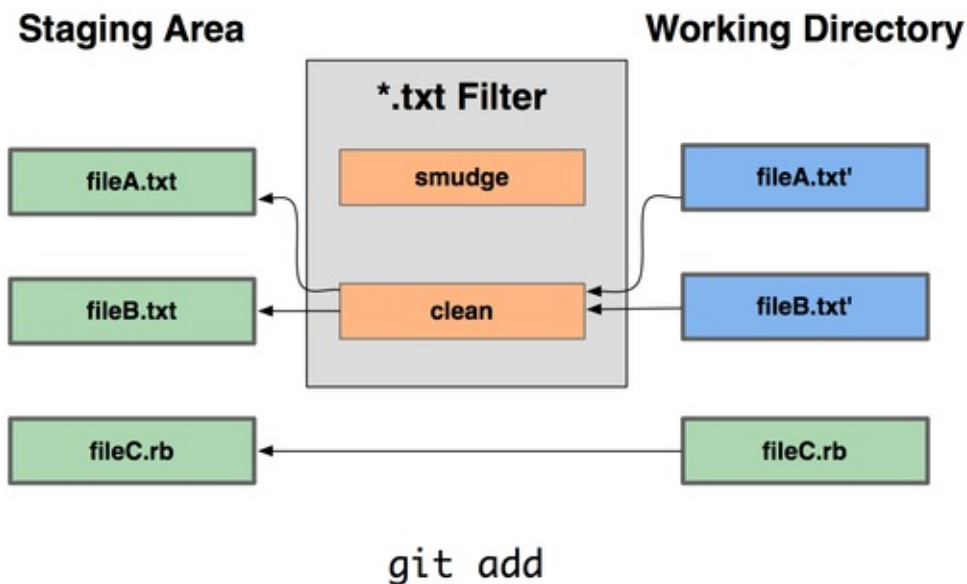 Staging Area
Working Directory
*.txt Filter
fileA.txt
smudge
fileA.txt'
fileB.txt
clean
fileB.txt'
fileC.rb
fileC.rb
git add